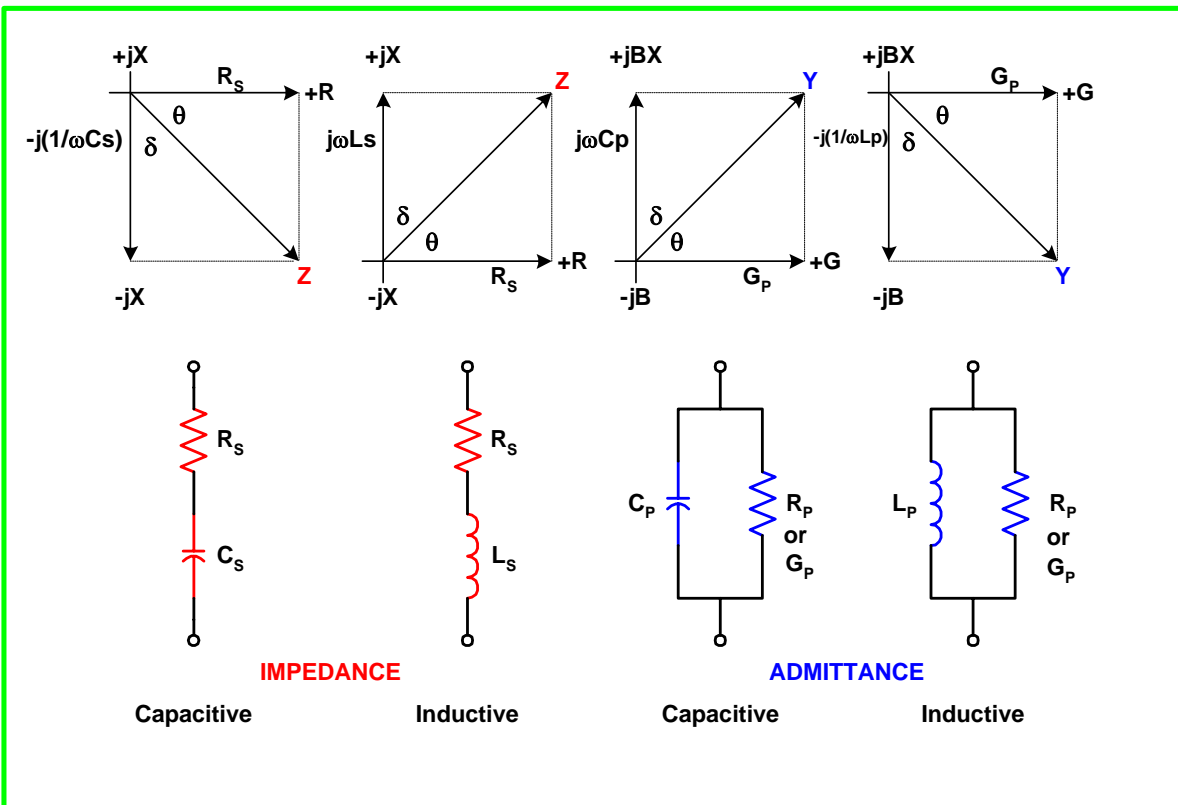 +jX +jX +jBX +jBX
R_S Z Y G_P
+R +G
θ θ
-j(1/ωCs) jωLs jωCp -j(1/ωLp)
δ δ
δ δ
θ θ
+R +G
Z R_S G_P Y
-jX -jX -jB -jB
R_S R_S
C_P R_P L_P R_P
or or
C_S L_S G_P G_P
IMPEDANCE ADMITTANCE
Capacitive Inductive Capacitive Inductive